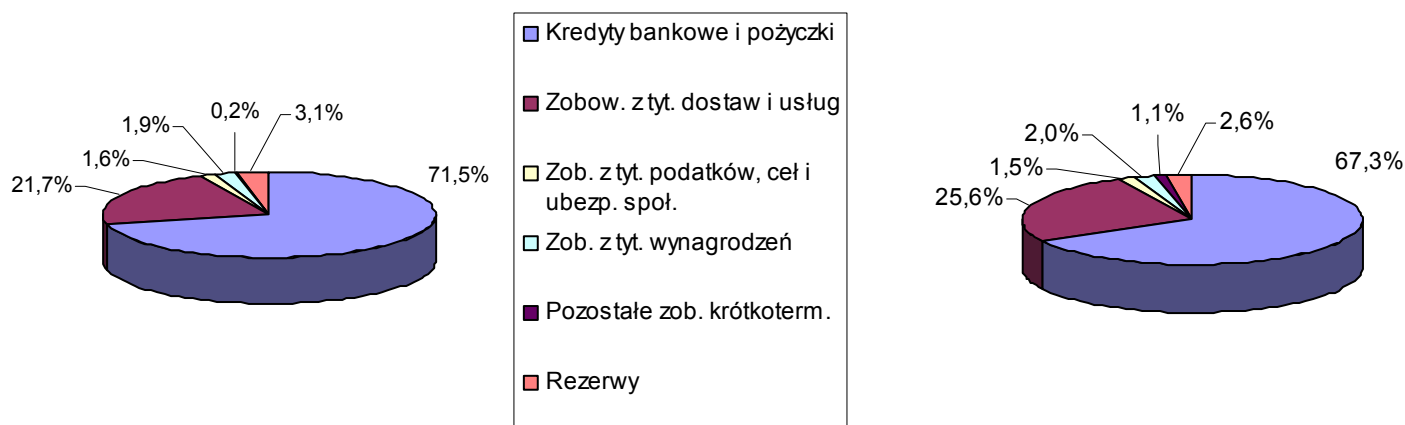 0,2%
3,1%
1,9%
1,6%
21,7%
71,5%
Kredyty bankowe i pożyczki
Zobow. z tyt. dostaw i usług
Zob. z tyt. podatków, ceł i
ubezp. społ.
Zob. z tyt. wynagrodzeń
Pozostałe zob. krótkoterm.
Rezerwy
1,1%
2,6%
2,0%
1,5%
25,6%
67,3%